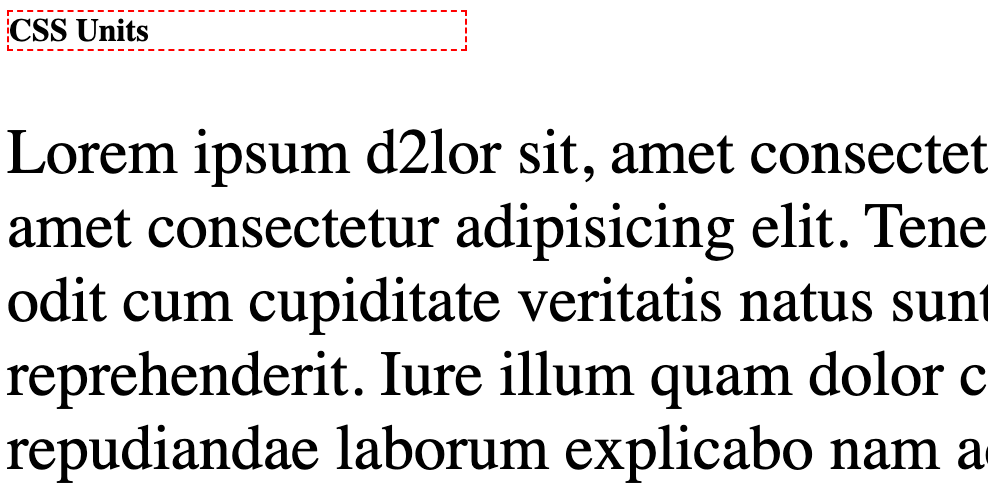 CSS Units
Lorem ipsum d2lor sit, amet consectet
amet consectetur adipisicing elit. Tene
odit cum cupiditate veritatis natus sunt
reprehenderit. Iure illum quam dolor c
repudiandae laborum explicabo nam a